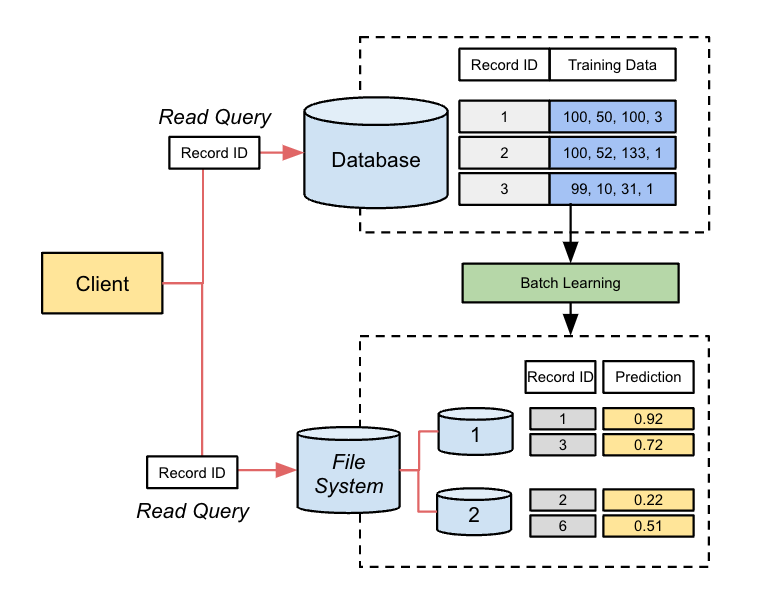 Record ID Training Data
Read Query
Record ID
Database
1 100, 50, 100, 3
2 100, 52, 133, 1
3 99, 10, 31, 1
Client
Batch Learning
Record ID Prediction
1 0.92
3 0.72
1
File
System
Record ID
Read Query
2 0.22
6 0.51
2